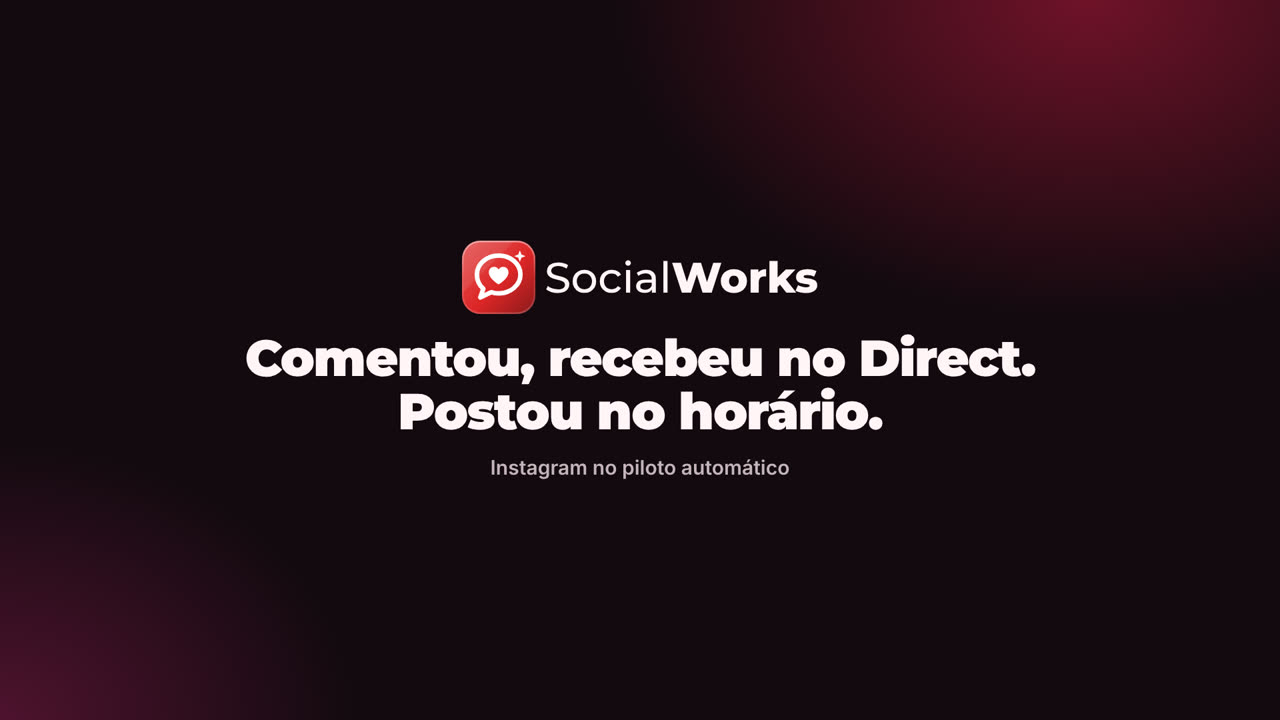 SocialWorks
Comentou, recebeu no Direct.
Postou no horário.
Instagram no piloto automático